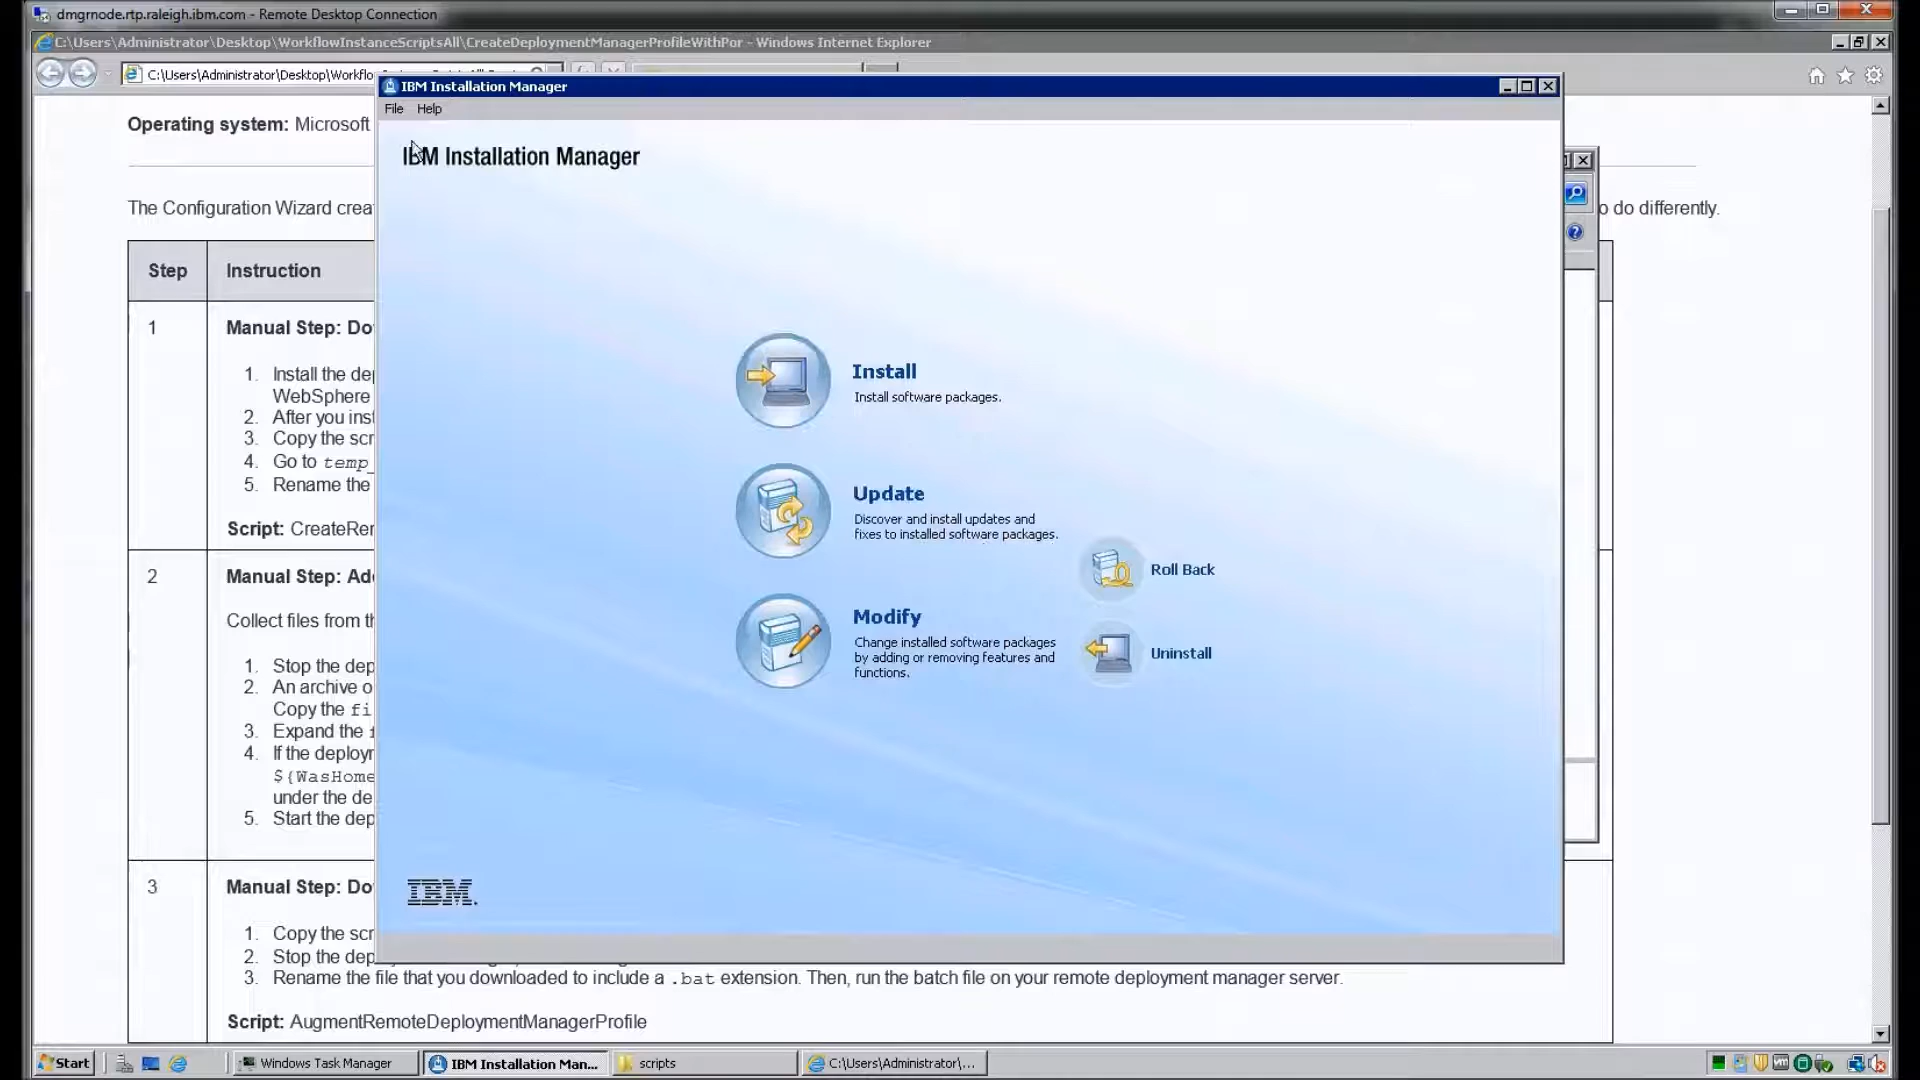 dmgrnode.rtp.raleigh.ibm.com - Remote Desktop Connection
C:\Users\Administrator\Desktop\WorkflowInstanceScriptsAll\CreateDeploymentManagerProfileWithPor - Windows Internet Explorer
C:\Users\Administrator\Desktop\Workflo
IBM Installation Manager
File Help
Operating system: Microsoft
IBM Installation Manager
The Configuration Wizard crea
o do differently.
Step Instruction
1 Manual Step: Do
1. Install the de
WebSphere
2. After you inst
3. Copy the scr
4. Go to temp_
5. Rename the
Script: CreateRer
Install
Install software packages.
Update
Discover and install updates and
fixes to installed software packages.
Roll Back
Modify
Change installed software packages
by adding or removing features and
functions.
Uninstall
2 Manual Step: Ad
Collect files from th
1. Stop the dep
2. An archive o
Copy the fi
3. Expand the
4. If the deployr
${WasHome
under the de
5. Start the dep
IBM
3 Manual Step: Do
1. Copy the scr
2. Stop the dep
3. Rename the file that you downloaded to include a .bat extension. Then, run the batch file on your remote deployment manager server.
Script: AugmentRemoteDeploymentManagerProfile
Start Windows Task Manager IBM Installation Man... scripts C:\Users\Administrator\...